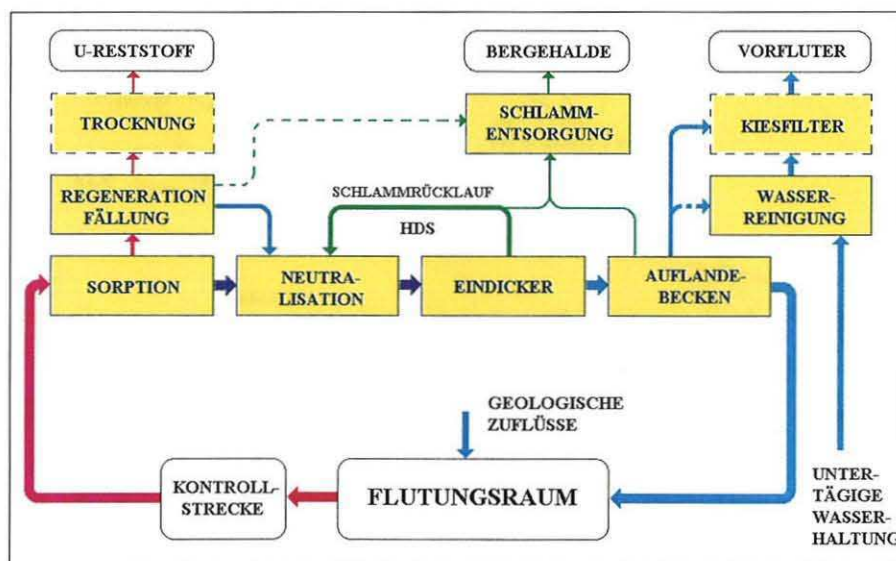 U-RESTSTOFF
BERGEHALDE
VORFLUTER
TROCKNUNG
SCHLAMM-
ENTSORGUNG
KIESFILTER
REGENERATION
FÄLLUNG
SCHLAMMRÜCKLAUF
HDS
WASSER-
REINIGUNG
SORPTION
NEUTRA-
LISATION
EINDICKER
AUFLANDE-
BECKEN
GEOLOGISCHE
ZUFLÜSSE
KONTROLL-
STRECKE
FLUTUNGSRAUM
UNTER-
TÄGIGE
WASSER-
HALTUNG